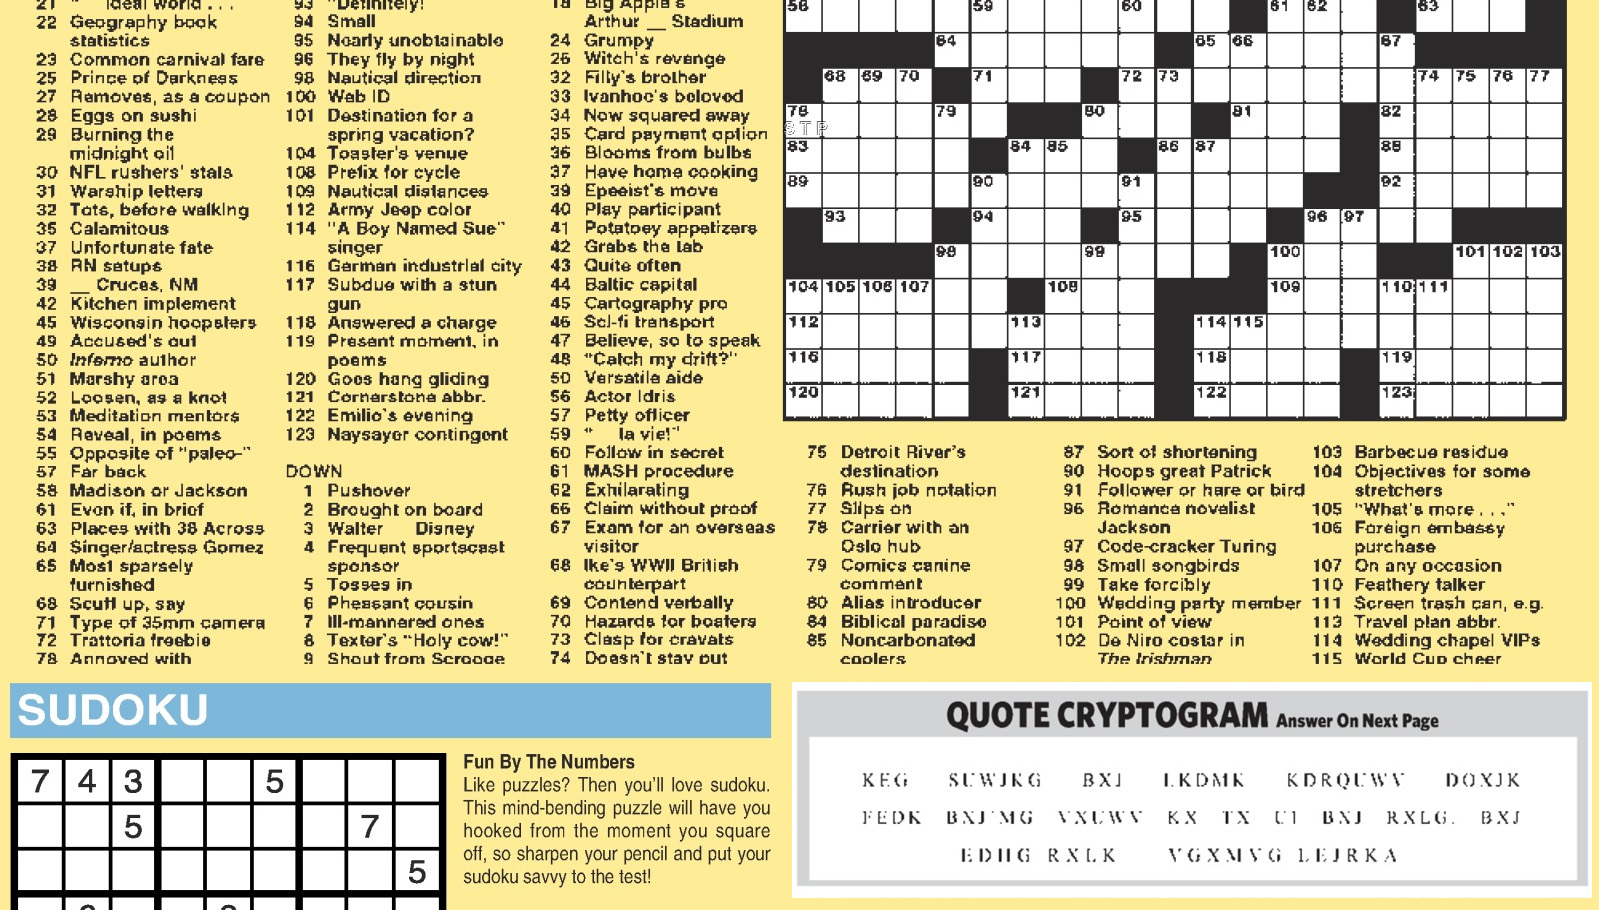 21 " ideal world . . .
22 Geography book
statistics
23 Common carnival fare
25 Prince of Darkness
27 Removes, as a coupon
28 Eggs on sushi
29 Burning the
midnight oil
30 NFL rushers' stats
31 Warship letters
32 Tots, before walking
35 Calamitous
37 Unfortunate fate
38 RN setups
39 __ Cruces, NM
42 Kitchen implement
45 Wisconsin hoopsters
49 Accused's out
50 Inferno author
51 Marshy area
52 Loosen, as a knot
53 Meditation mentors
54 Reveal, in poems
55 Opposite of "paleo-"
57 Far back
58 Madison or Jackson
61 Even if, in brief
63 Places with 38 Across
64 Singer/actress Gomez
65 Most sparsely
furnished
68 Scuff up, say
71 Type of 35mm camera
72 Trattoria freebie
78 Annoyed with
93 "Definitely!"
94 Small
95 Nearly unobtainable
96 They fly by night
98 Nautical direction
100 Web ID
101 Destination for a
spring vacation?
104 Toaster's venue
108 Prefix for cycle
109 Nautical distances
112 Army Jeep color
114 "A Boy Named Sue"
singer
116 German industrial city
117 Subdue with a stun
gun
118 Answered a charge
119 Present moment, in
poems
120 Goes hang gliding
121 Cornerstone abbr.
122 Emilio's evening
123 Naysayer contingent
DOWN
1 Pushover
2 Brought on board
3 Walter Disney
4 Frequent sportscast
sponsor
5 Tosses in
6 Pheasant cousin
7 Ill-mannered ones
8 Texter's "Holy cow!"
9 Shout from Scrooge
18 Big Apple's
Arthur __ Stadium
24 Grumpy
26 Witch's revenge
32 Filly's brother
33 Ivanhoe's beloved
34 Now squared away
35 Card payment option
36 Blooms from bulbs
37 Have home cooking
39 Epeeist's move
40 Play participant
41 Potatoey appetizers
42 Grabs the tab
43 Quite often
44 Baltic capital
45 Cartography pro
46 Sci-fi transport
47 Believe, so to speak
48 "Catch my drift?"
50 Versatile aide
56 Actor Idris
57 Petty officer
59 " la vie!"
60 Follow in secret
61 MASH procedure
62 Exhilarating
66 Claim without proof
67 Exam for an overseas
visitor
68 Ike's WWII British
counterpart
69 Contend verbally
70 Hazards for boaters
73 Clasp for cravats
74 Doesn't stay put
58 59 60 61 62 63
64 65 66 67
68 69 70 71 72 73 74 75 76 77
78 79 80 81 82
STP
83 84 85 86 87 88
89 90 91 92
93 94 95 96 97
98 99 100 101 102 103
104 105 106 107 108 109 110 111
112 113 114 115
116 117 118 119
120 121 122 123
75 Detroit River's
destination
76 Rush job notation
77 Slips on
78 Carrier with an
Oslo hub
79 Comics canine
comment
80 Alias introducer
84 Biblical paradise
85 Noncarbonated
coolers
87 Sort of shortening
90 Hoops great Patrick
91 Follower or hare or bird
96 Romance novelist
Jackson
97 Code-cracker Turing
98 Small songbirds
99 Take forcibly
100 Wedding party member
101 Point of view
102 De Niro costar in
The Irishman
103 Barbecue residue
104 Objectives for some
stretchers
105 "What's more . . ."
106 Foreign embassy
purchase
107 On any occasion
110 Feathery talker
111 Screen trash can, e.g.
113 Travel plan abbr.
114 Wedding chapel VIPs
115 World Cup cheer
SUDOKU
7 4 3 5
5 7
5
Fun By The Numbers
Like puzzles? Then you'll love sudoku.
This mind-bending puzzle will have you
hooked from the moment you square
off, so sharpen your pencil and put your
sudoku savvy to the test!
QUOTE CRYPTOGRAM Answer On Next Page
KEG SUWJKG BXJ LKDMK KDRQUWV DOXJK
FEDK BXJ'MG VXUWV KX TX UI BXJ RXLG, BXJ
EDHG RXLK VGXMVG LEJRKA